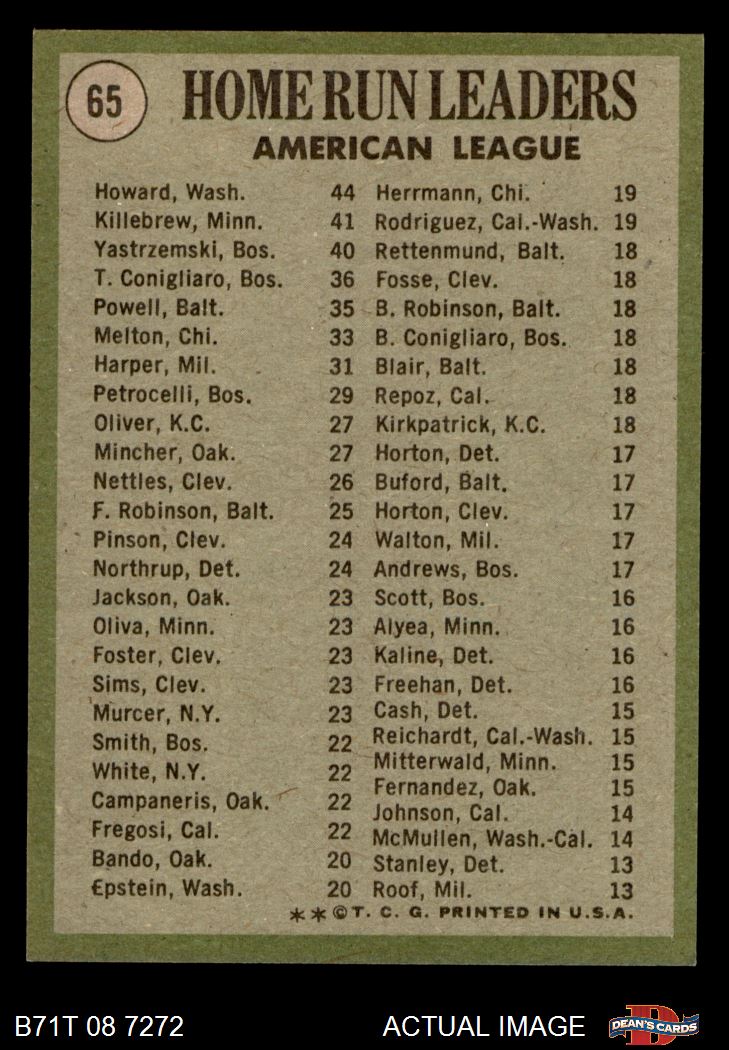 65
HOME RUN LEADERS
AMERICAN LEAGUE
Howard, Wash. 44
Killebrew, Minn. 41
Yastrzemski, Bos. 40
T. Conigliaro, Bos. 36
Powell, Balt. 35
Melton, Chi. 33
Harper, Mil. 31
Petrocelli, Bos. 29
Oliver, K.C. 27
Mincher, Oak. 27
Nettles, Clev. 26
F. Robinson, Balt. 25
Pinson, Clev. 24
Northrup, Det. 24
Jackson, Oak. 23
Oliva, Minn. 23
Foster, Clev. 23
Sims, Clev. 23
Murcer, N.Y. 23
Smith, Bos. 22
White, N.Y. 22
Campaneris, Oak. 22
Fregosi, Cal. 22
Bando, Oak. 20
Epstein, Wash. 20
Herrmann, Chi. 19
Rodriguez, Cal.-Wash. 19
Rettenmund, Balt. 18
Fosse, Clev. 18
B. Robinson, Balt. 18
B. Conigliaro, Bos. 18
Blair, Balt. 18
Repoz, Cal. 18
Kirkpatrick, K.C. 18
Horton, Det. 17
Buford, Balt. 17
Horton, Clev. 17
Walton, Mil. 17
Andrews, Bos. 17
Scott, Bos. 16
Alyea, Minn. 16
Kaline, Det. 16
Freehan, Det. 16
Cash, Det. 15
Reichardt, Cal.-Wash. 15
Mitterwald, Minn. 15
Fernandez, Oak. 15
Johnson, Cal. 14
McMullen, Wash.-Cal. 14
Stanley, Det. 13
Roof, Mil. 13
**©T. C. G. PRINTED IN U.S.A.
B71T 08 7272
ACTUAL IMAGE
D
DEAN'S CARDS